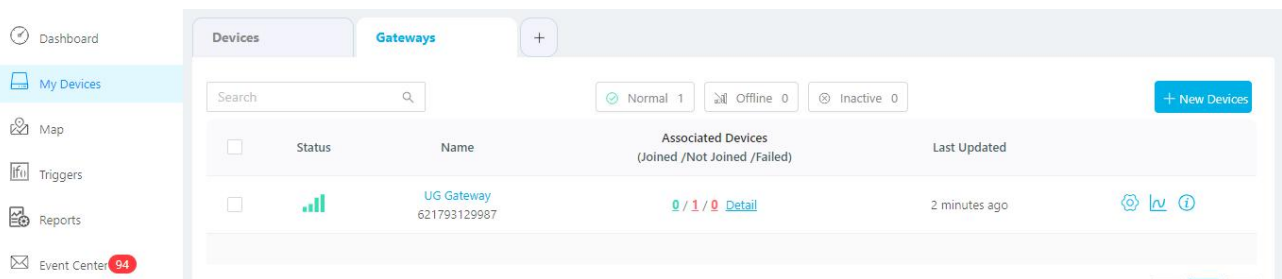 Dashboard
My Devices
Map
Triggers
Reports
Event Center 94
Devices Gateways +
Search Normal 1 Offline 0 Inactive 0 + New Devices
Status Name Associated Devices (Joined /Not Joined /Failed) Last Updated
UG Gateway
621793129987
0 / 1 / 0 Detail 2 minutes ago